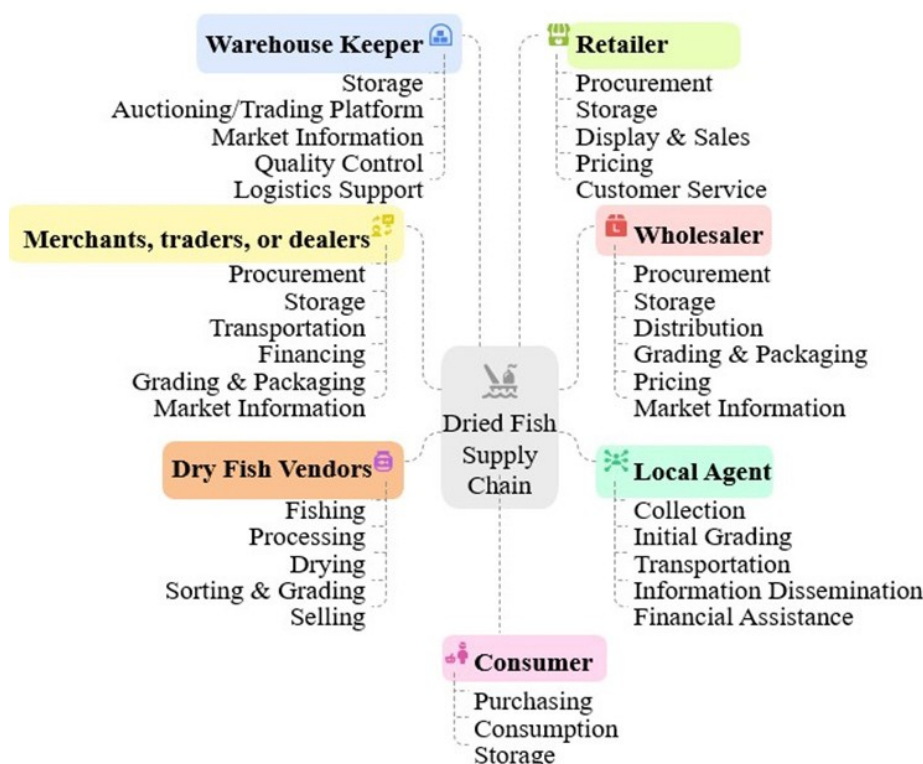 Warehouse Keeper
Storage
Auctioning/Trading Platform
Market Information
Quality Control
Logistics Support
Retailer
Procurement
Storage
Display & Sales
Pricing
Customer Service
Merchants, traders, or dealers
Procurement
Storage
Transportation
Financing
Grading & Packaging
Market Information
Wholesaler
Procurement
Storage
Distribution
Grading & Packaging
Pricing
Market Information
Dried Fish
Supply
Chain
Dry Fish Vendors
Fishing
Processing
Drying
Sorting & Grading
Selling
Local Agent
Collection
Initial Grading
Transportation
Information Dissemination
Financial Assistance
Consumer
Purchasing
Consumption
Storage